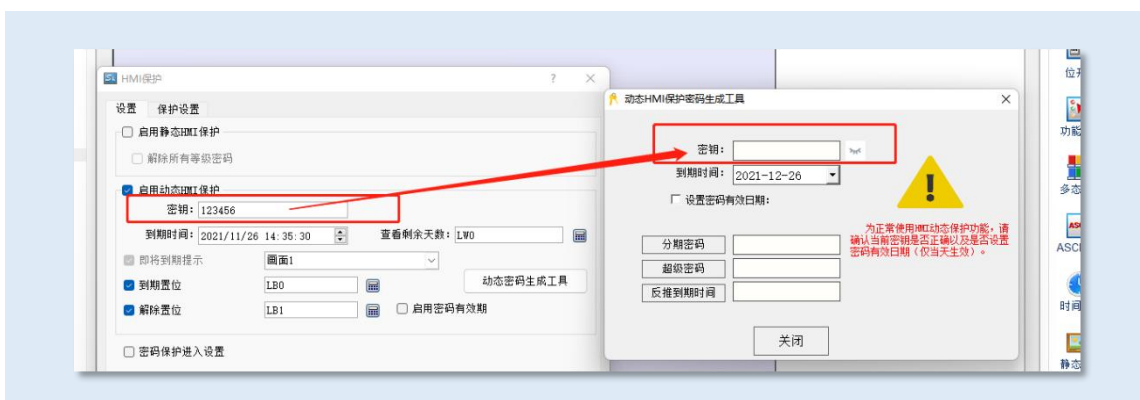 HMI保护
? ×
设置 保护设置
启用静态HMI保护
解除所有等级密码
启用动态HMI保护
密钥: 123456
到期时间: 2021/11/26 14:35:30 查看剩余天数: LW0
即将到期提示 画面1
到期置位 LB0 动态密码生成工具
解除置位 LB1 启用密码有效期
密码保护进入设置
动态HMI保护密码生成工具 ×
密钥:
到期时间: 2021-12-26
设置密码有效日期:
为正常使用HMI动态保护功能，请
确认当前密钥是否正确以及是否设置
密码有效日期（仅当天生效）。
分期密码
超级密码
反推到期时间
关闭
位
功能
多态
ASCI
时间
静态